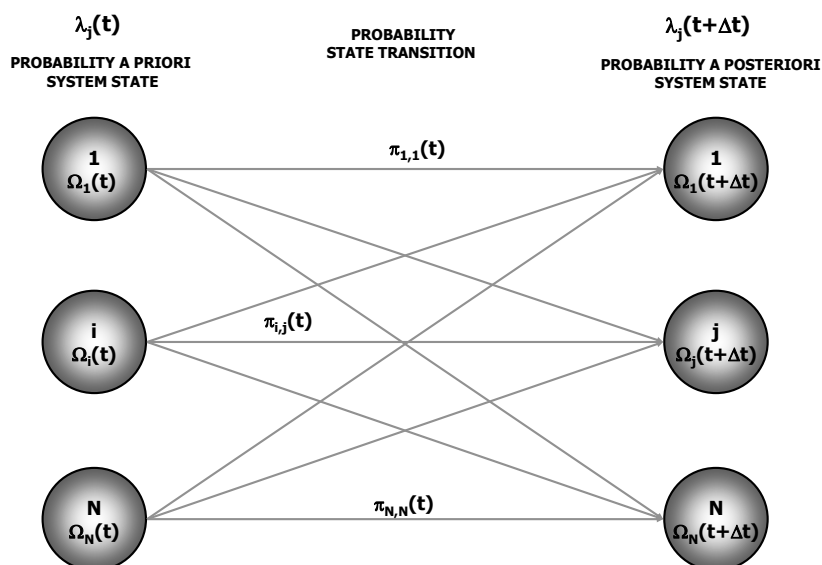 λj(t)
PROBABILITY A PRIORI
SYSTEM STATE
PROBABILITY
STATE TRANSITION
λj(t+Δt)
PROBABILITY A POSTERIORI
SYSTEM STATE
1
Ω1(t)
π1,1(t)
1
Ω1(t+Δt)
i
Ωi(t)
πi,j(t)
j
Ωj(t+Δt)
N
ΩN(t)
πN,N(t)
N
ΩN(t+Δt)